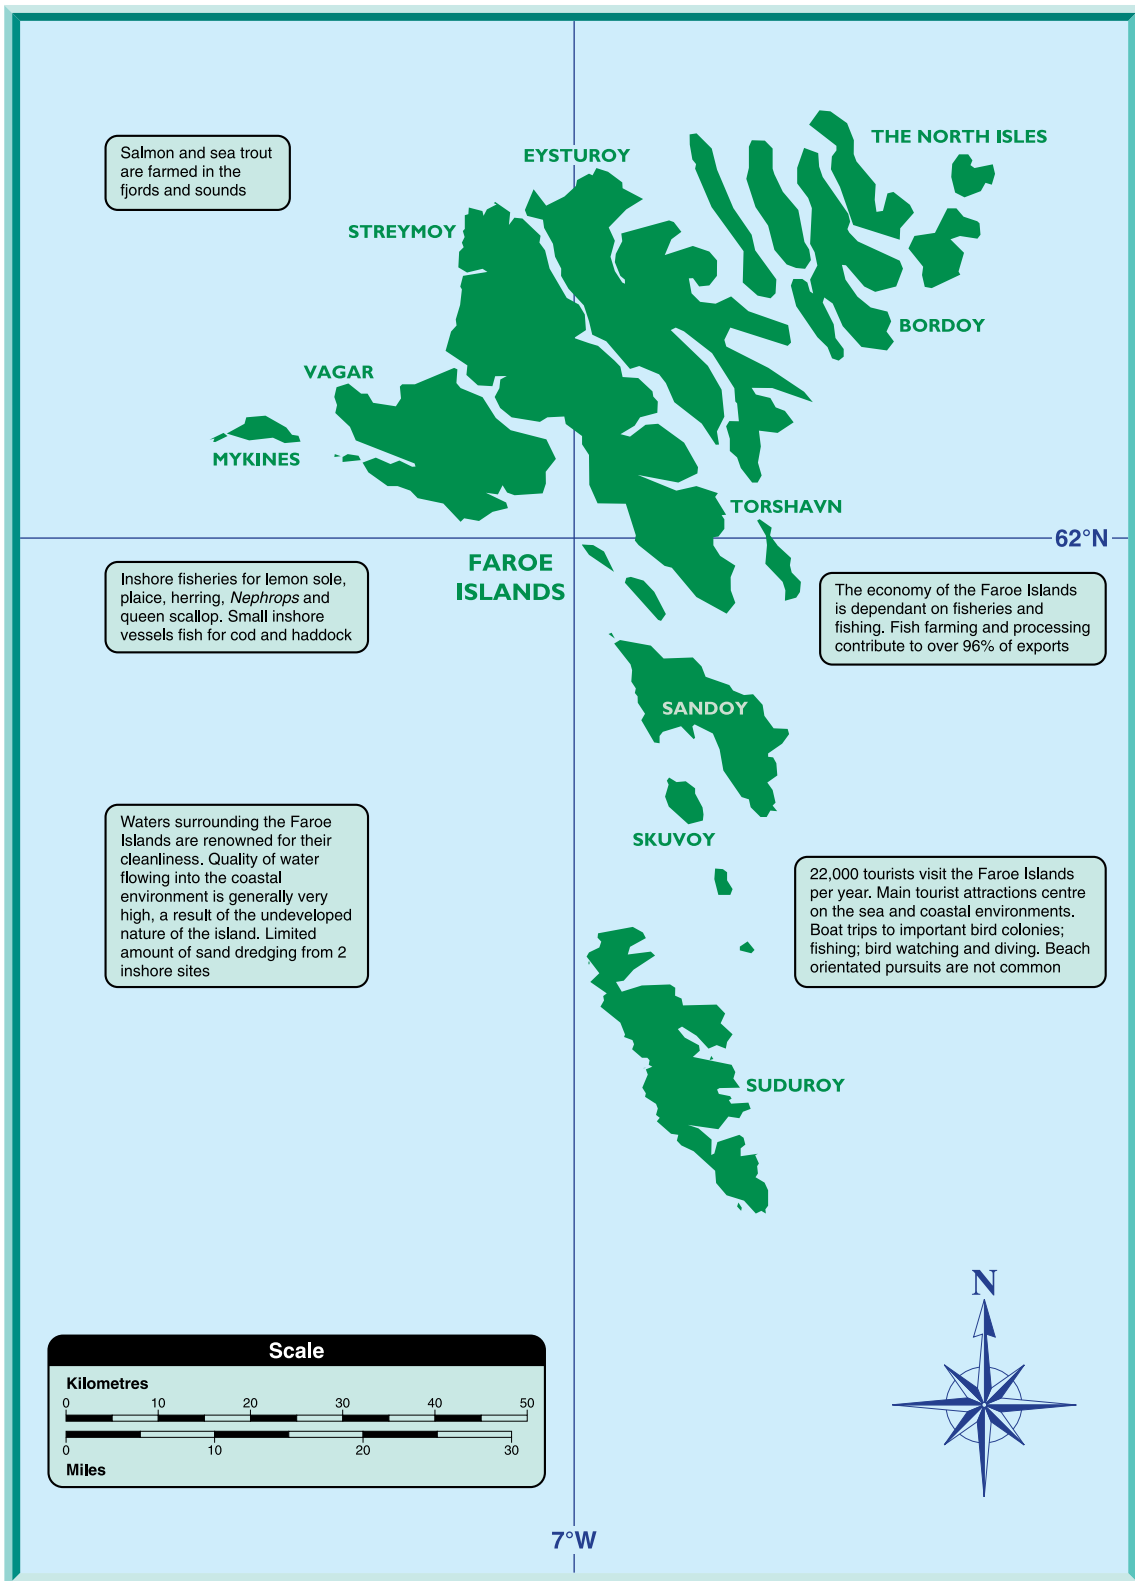 THE NORTH ISLES
EYSTUROY
Salmon and sea trout
are farmed in the
fjords and sounds
STREYMOY
BORDOY
VAGAR
MYKINES
TORSHAVN
62°N
FAROE
ISLANDS
Inshore fisheries for lemon sole,
plaice, herring, Nephrops and
queen scallop. Small inshore
vessels fish for cod and haddock
The economy of the Faroe Islands
is dependant on fisheries and
fishing. Fish farming and processing
contribute to over 96% of exports
SANDOY
SKUVOY
Waters surrounding the Faroe
Islands are renowned for their
cleanliness. Quality of water
flowing into the coastal
environment is generally very
high, a result of the undeveloped
nature of the island. Limited
amount of sand dredging from 2
inshore sites
22,000 tourists visit the Faroe Islands
per year. Main tourist attractions centre
on the sea and coastal environments.
Boat trips to important bird colonies;
fishing; bird watching and diving. Beach
orientated pursuits are not common
SUDUROY
N
Scale
Kilometres
0 10 20 30 40 50
0 10 20 30
Miles
7°W